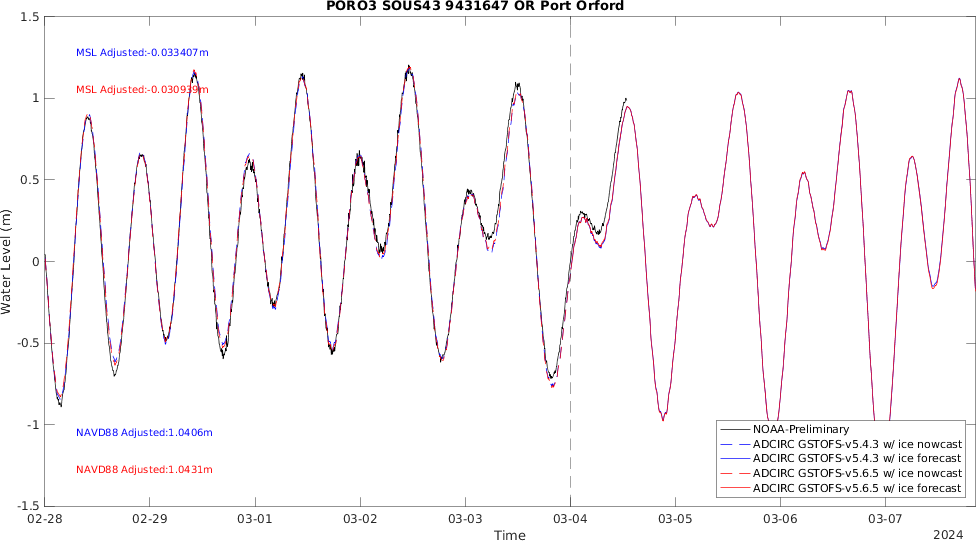 PORO3 SOUS43 9431647 OR Port Orford
1.5
MSL Adjusted:-0.033407m
MSL Adjusted:-0.030939m
1
0.5
Water Level (m)
0
-0.5
-1
NAVD88 Adjusted:1.0406m
NAVD88 Adjusted:1.0431m
NOAA-Preliminary
ADCIRC GSTOFS-v5.4.3 w/ ice nowcast
ADCIRC GSTOFS-v5.4.3 w/ ice forecast
ADCIRC GSTOFS-v5.6.5 w/ ice nowcast
ADCIRC GSTOFS-v5.6.5 w/ ice forecast
-1.5
02-28 02-29 03-01 03-02 03-03 03-04 03-05 03-06 03-07
Time
2024